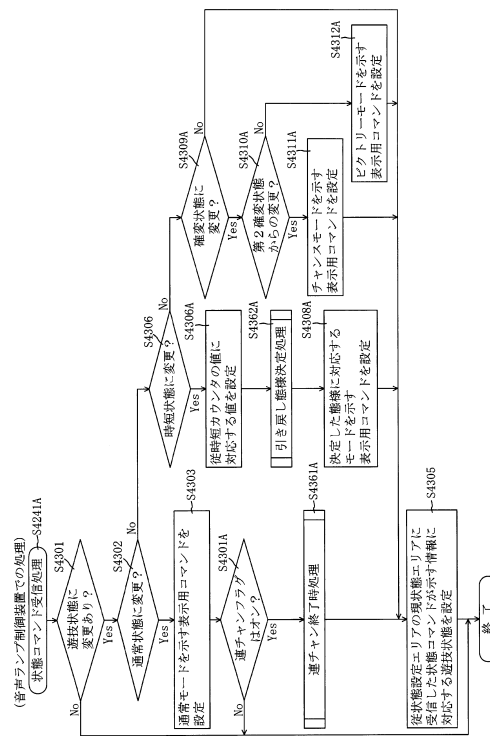 (音声ランプ制御装置での処理)
状態コマンド受信処理
S4241A
遊技状態に
変更あり?
S4301
No
Yes
通常状態に変更?
S4302
No
Yes
通常モードを示す表示用コマンドを
設定
S4303
連チャンフラグ
はオン?
S4301A
No
Yes
連チャン終了時処理
S4361A
従状態設定エリアの現状態エリアに
受信した状態コマンドが示す情報に
対応する遊技状態を設定
S4305
終了
時短状態に変更?
S4306
No
Yes
従時短カウンタの値に
対応する値を設定
S4306A
引き戻し態様決定処理
S4362A
決定した態様に対応する
モードを示す
表示用コマンドを設定
S4308A
確変状態に
変更?
S4309A
No
Yes
第2確変状態
からの変更?
S4310A
No
Yes
チャンスモードを示す
表示用コマンドを設定
S4311A
ビクトリーモードを示す
表示用コマンドを設定
S4312A